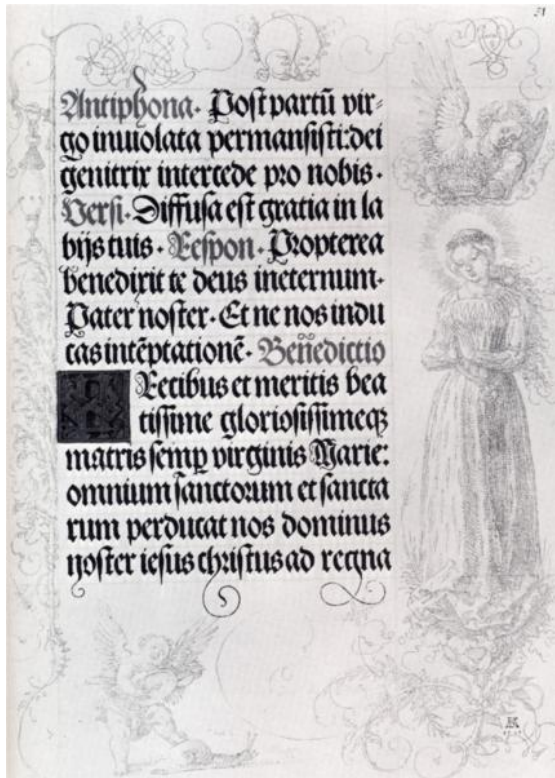 51
Antiphona. Post partū vir⸗
go inuiolata permansisti: dei
genitrix intercede pro nobis.
Versi. Diffusa est gratia in la
bijs tuis. Respon. Propterea
benedixit te deus ineternum.
Pater noster. Et ne nos indu
cas intēptationē. Benedictio
Precibus et meritis bea
tissime gloriosissimeqꝫ
matris semꝑ virginis Marie:
omnium sanctorum et sancta
rum perducat nos dominus
noster iesus christus ad regna